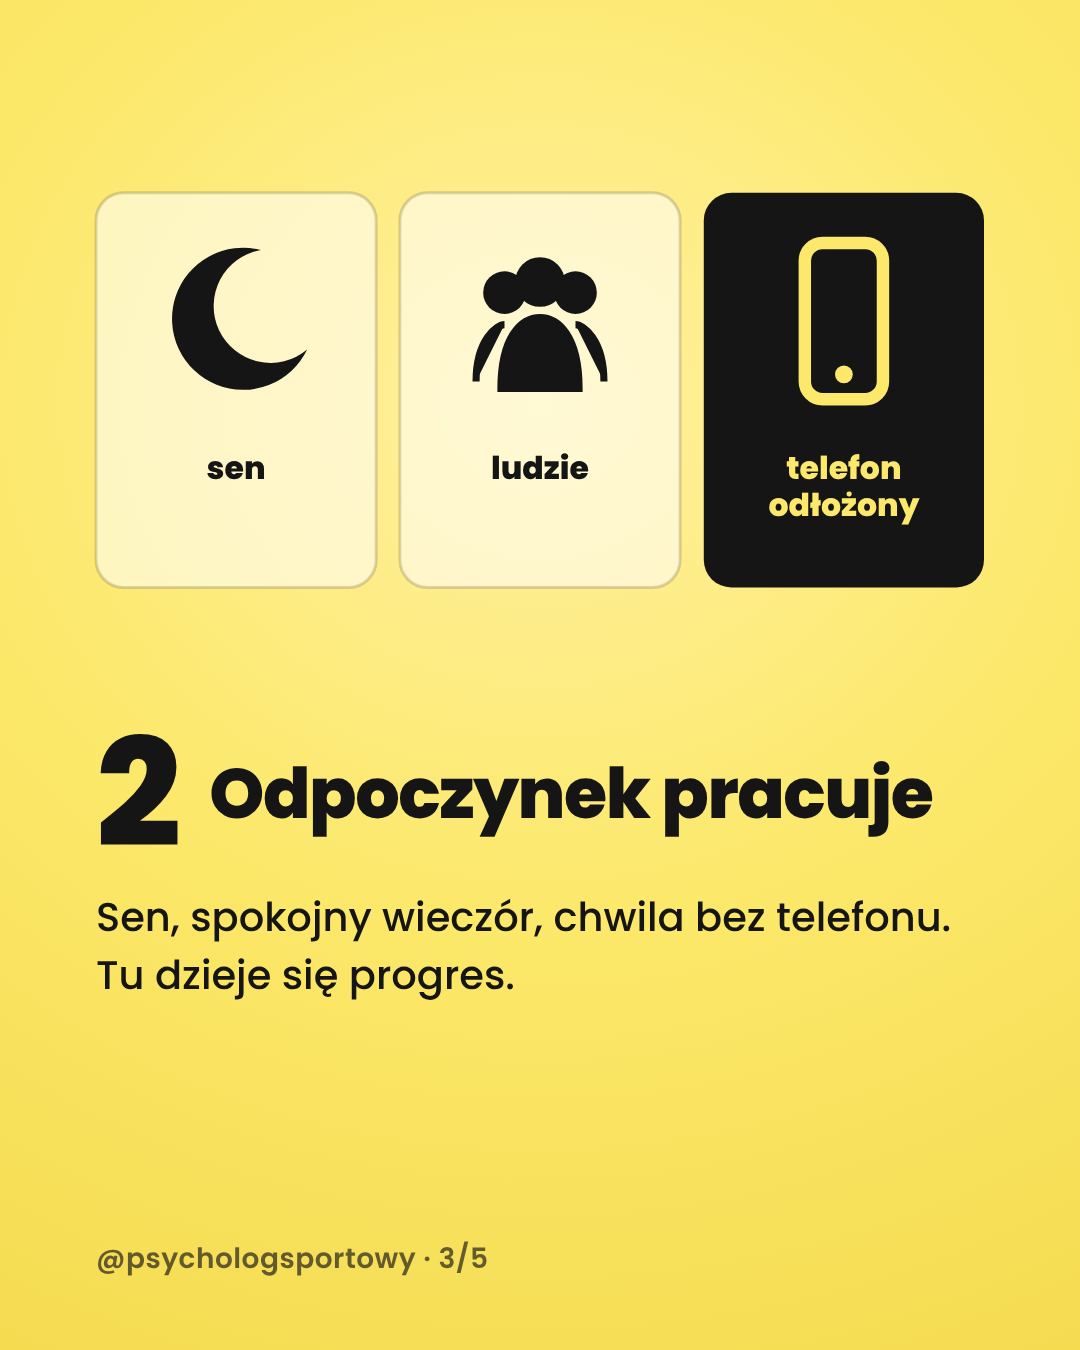 sen
ludzie
telefon
odłożony
2 Odpoczynek pracuje
Sen, spokojny wieczór, chwila bez telefonu.
Tu dzieje się progres.
@psychologsportowy · 3/5